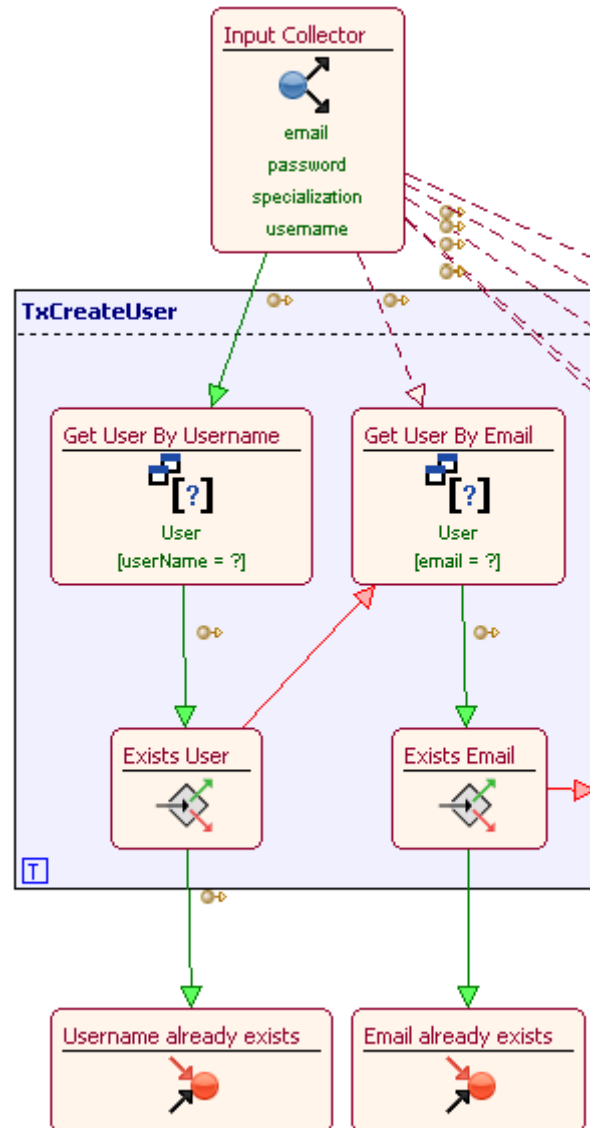 Input Collector
email
password
specialization
username
TxCreateUser
Get User By Username
[?]
User
[userName = ?]
Get User By Email
[?]
User
[email = ?]
Exists User
Exists Email
T
Username already exists
Email already exists